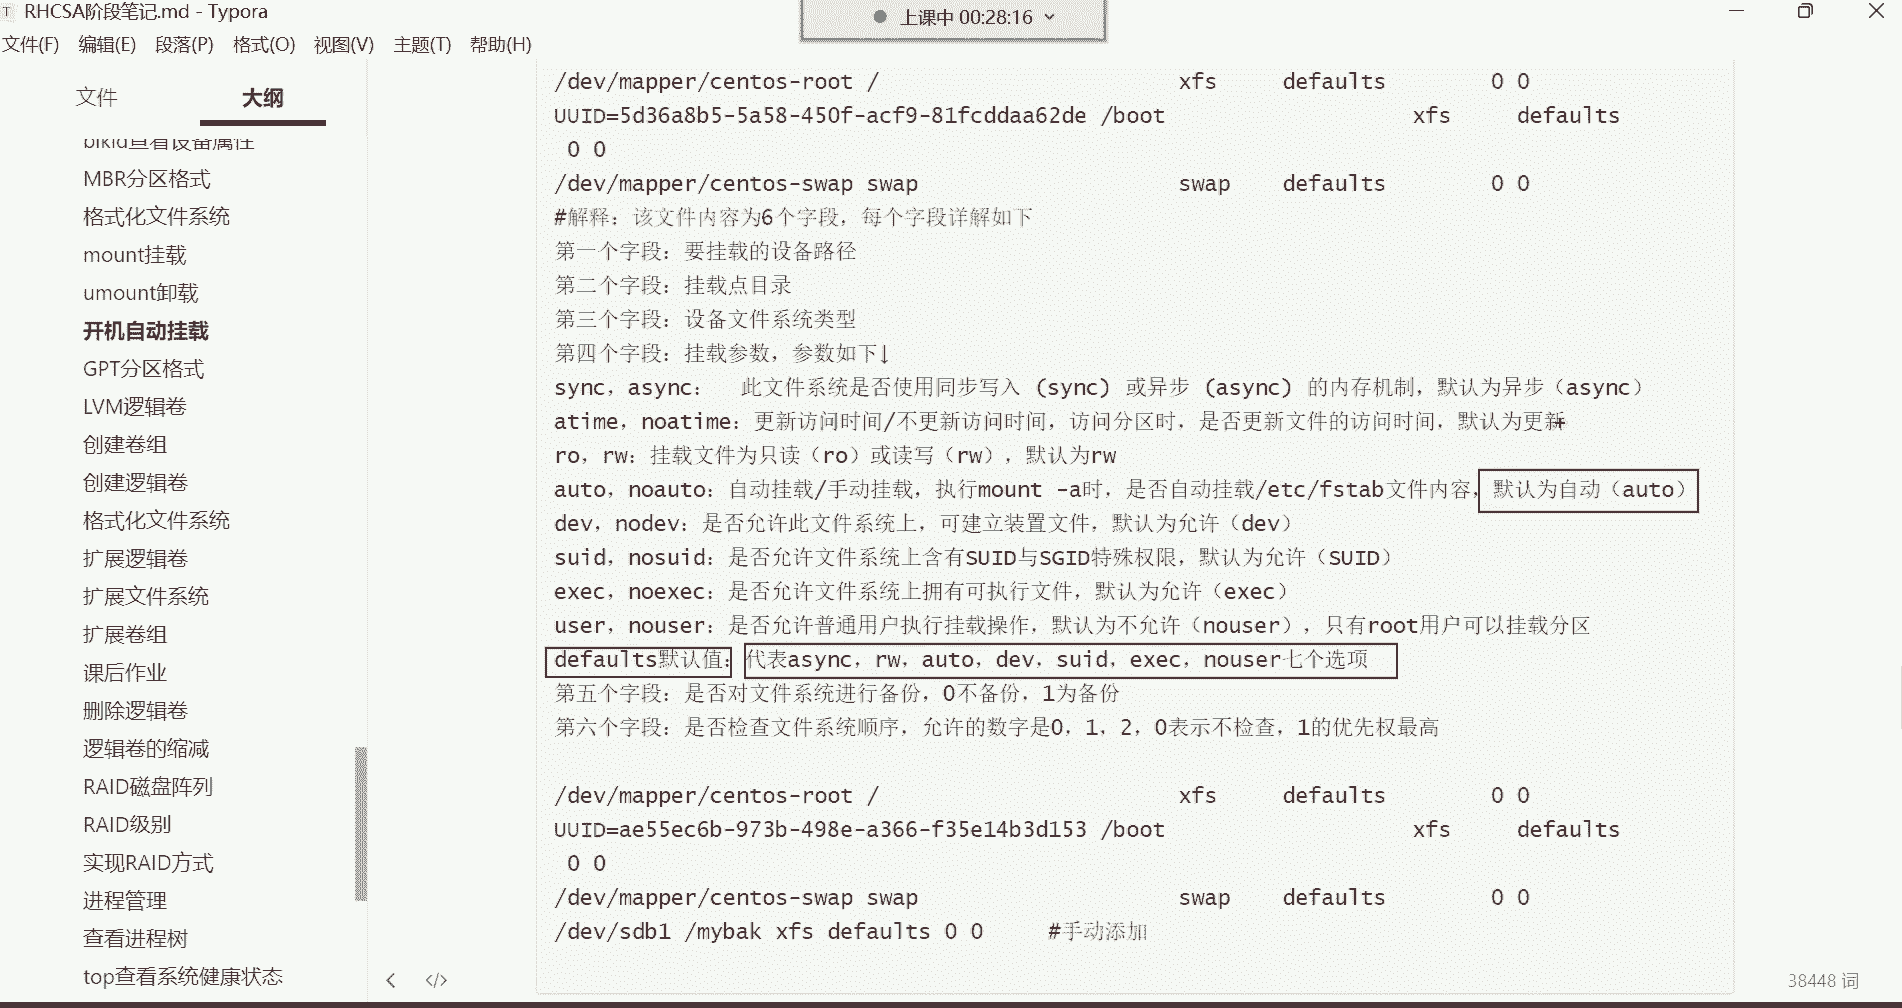 RHCSA阶段笔记.md - Typora
上课中 00:28:16
文件(F) 编辑(E) 段落(P) 格式(O) 视图(V) 主题(T) 帮助(H)
文件 大纲
blkid查看设备属性
MBR分区格式
格式化文件系统
mount挂载
umount卸载
开机自动挂载
GPT分区格式
LVM逻辑卷
创建卷组
创建逻辑卷
格式化文件系统
扩展逻辑卷
扩展文件系统
扩展卷组
课后作业
删除逻辑卷
逻辑卷的缩减
RAID磁盘阵列
RAID级别
实现RAID方式
进程管理
查看进程树
top查看系统健康状态
/dev/mapper/centos-root / xfs defaults 0 0
UUID=5d36a8b5-5a58-450f-acf9-81fcddaa62de /boot xfs defaults
0 0
/dev/mapper/centos-swap swap swap defaults 0 0
#解释：该文件内容为6个字段，每个字段详解如下
第一个字段：要挂载的设备路径
第二个字段：挂载点目录
第三个字段：设备文件系统类型
第四个字段：挂载参数，参数如下↓
sync，async： 此文件系统是否使用同步写入 (sync) 或异步 (async) 的内存机制，默认为异步（async）
atime，noatime：更新访问时间/不更新访问时间，访问分区时，是否更新文件的访问时间，默认为更新
ro，rw：挂载文件为只读（ro）或读写（rw），默认为rw
auto，noauto：自动挂载/手动挂载，执行mount -a时，是否自动挂载/etc/fstab文件内容，默认为自动（auto）
dev，nodev：是否允许此文件系统上，可建立装置文件，默认为允许（dev）
suid，nosuid：是否允许文件系统上含有SUID与SGID特殊权限，默认为允许（SUID）
exec，noexec：是否允许文件系统上拥有可执行文件，默认为允许（exec）
user，nouser：是否允许普通用户执行挂载操作，默认为不允许（nouser），只有root用户可以挂载分区
defaults默认值：代表async，rw，auto，dev，suid，exec，nouser七个选项
第五个字段：是否对文件系统进行备份，0不备份，1为备份
第六个字段：是否检查文件系统顺序，允许的数字是0，1，2，0表示不检查，1的优先权最高
/dev/mapper/centos-root / xfs defaults 0 0
UUID=ae55ec6b-973b-498e-a366-f35e14b3d153 /boot xfs defaults
0 0
/dev/mapper/centos-swap swap swap defaults 0 0
/dev/sdb1 /mybak xfs defaults 0 0 #手动添加
38448 词